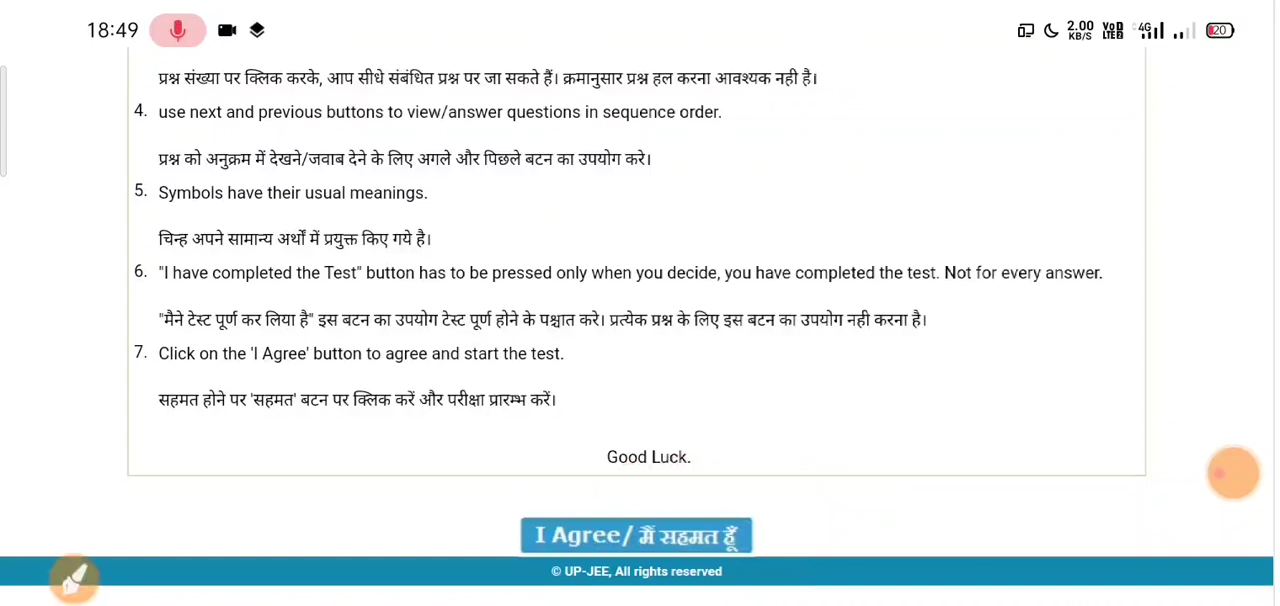 18:49
2.00 KB/S VoD LTE2 4G 20
प्रश्न संख्या पर क्लिक करके, आप सीधे संबंधित प्रश्न पर जा सकते हैं। क्रमानुसार प्रश्न हल करना आवश्यक नही है।
4. use next and previous buttons to view/answer questions in sequence order.
प्रश्न को अनुक्रम में देखने/जवाब देने के लिए अगले और पिछले बटन का उपयोग करे।
5. Symbols have their usual meanings.
चिन्ह अपने सामान्य अर्थों में प्रयुक्त किए गये है।
6. "I have completed the Test" button has to be pressed only when you decide, you have completed the test. Not for every answer.
"मैने टेस्ट पूर्ण कर लिया है" इस बटन का उपयोग टेस्ट पूर्ण होने के पश्चात करे। प्रत्येक प्रश्न के लिए इस बटन का उपयोग नही करना है।
7. Click on the 'I Agree' button to agree and start the test.
सहमत होने पर 'सहमत' बटन पर क्लिक करें और परीक्षा प्रारम्भ करें।
Good Luck.
I Agree/ मैं सहमत हूँ
© UP-JEE, All rights reserved